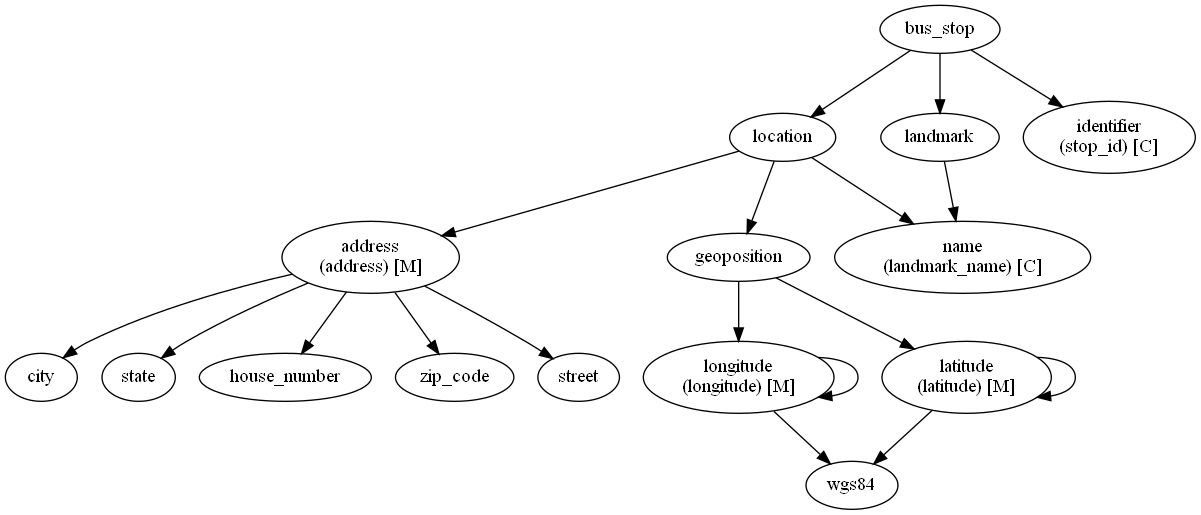 bus_stop
location
landmark
identifier
(stop_id) [C]
address
(address) [M]
geoposition
name
(landmark_name) [C]
city
state
house_number
zip_code
street
longitude
(longitude) [M]
latitude
(latitude) [M]
wgs84